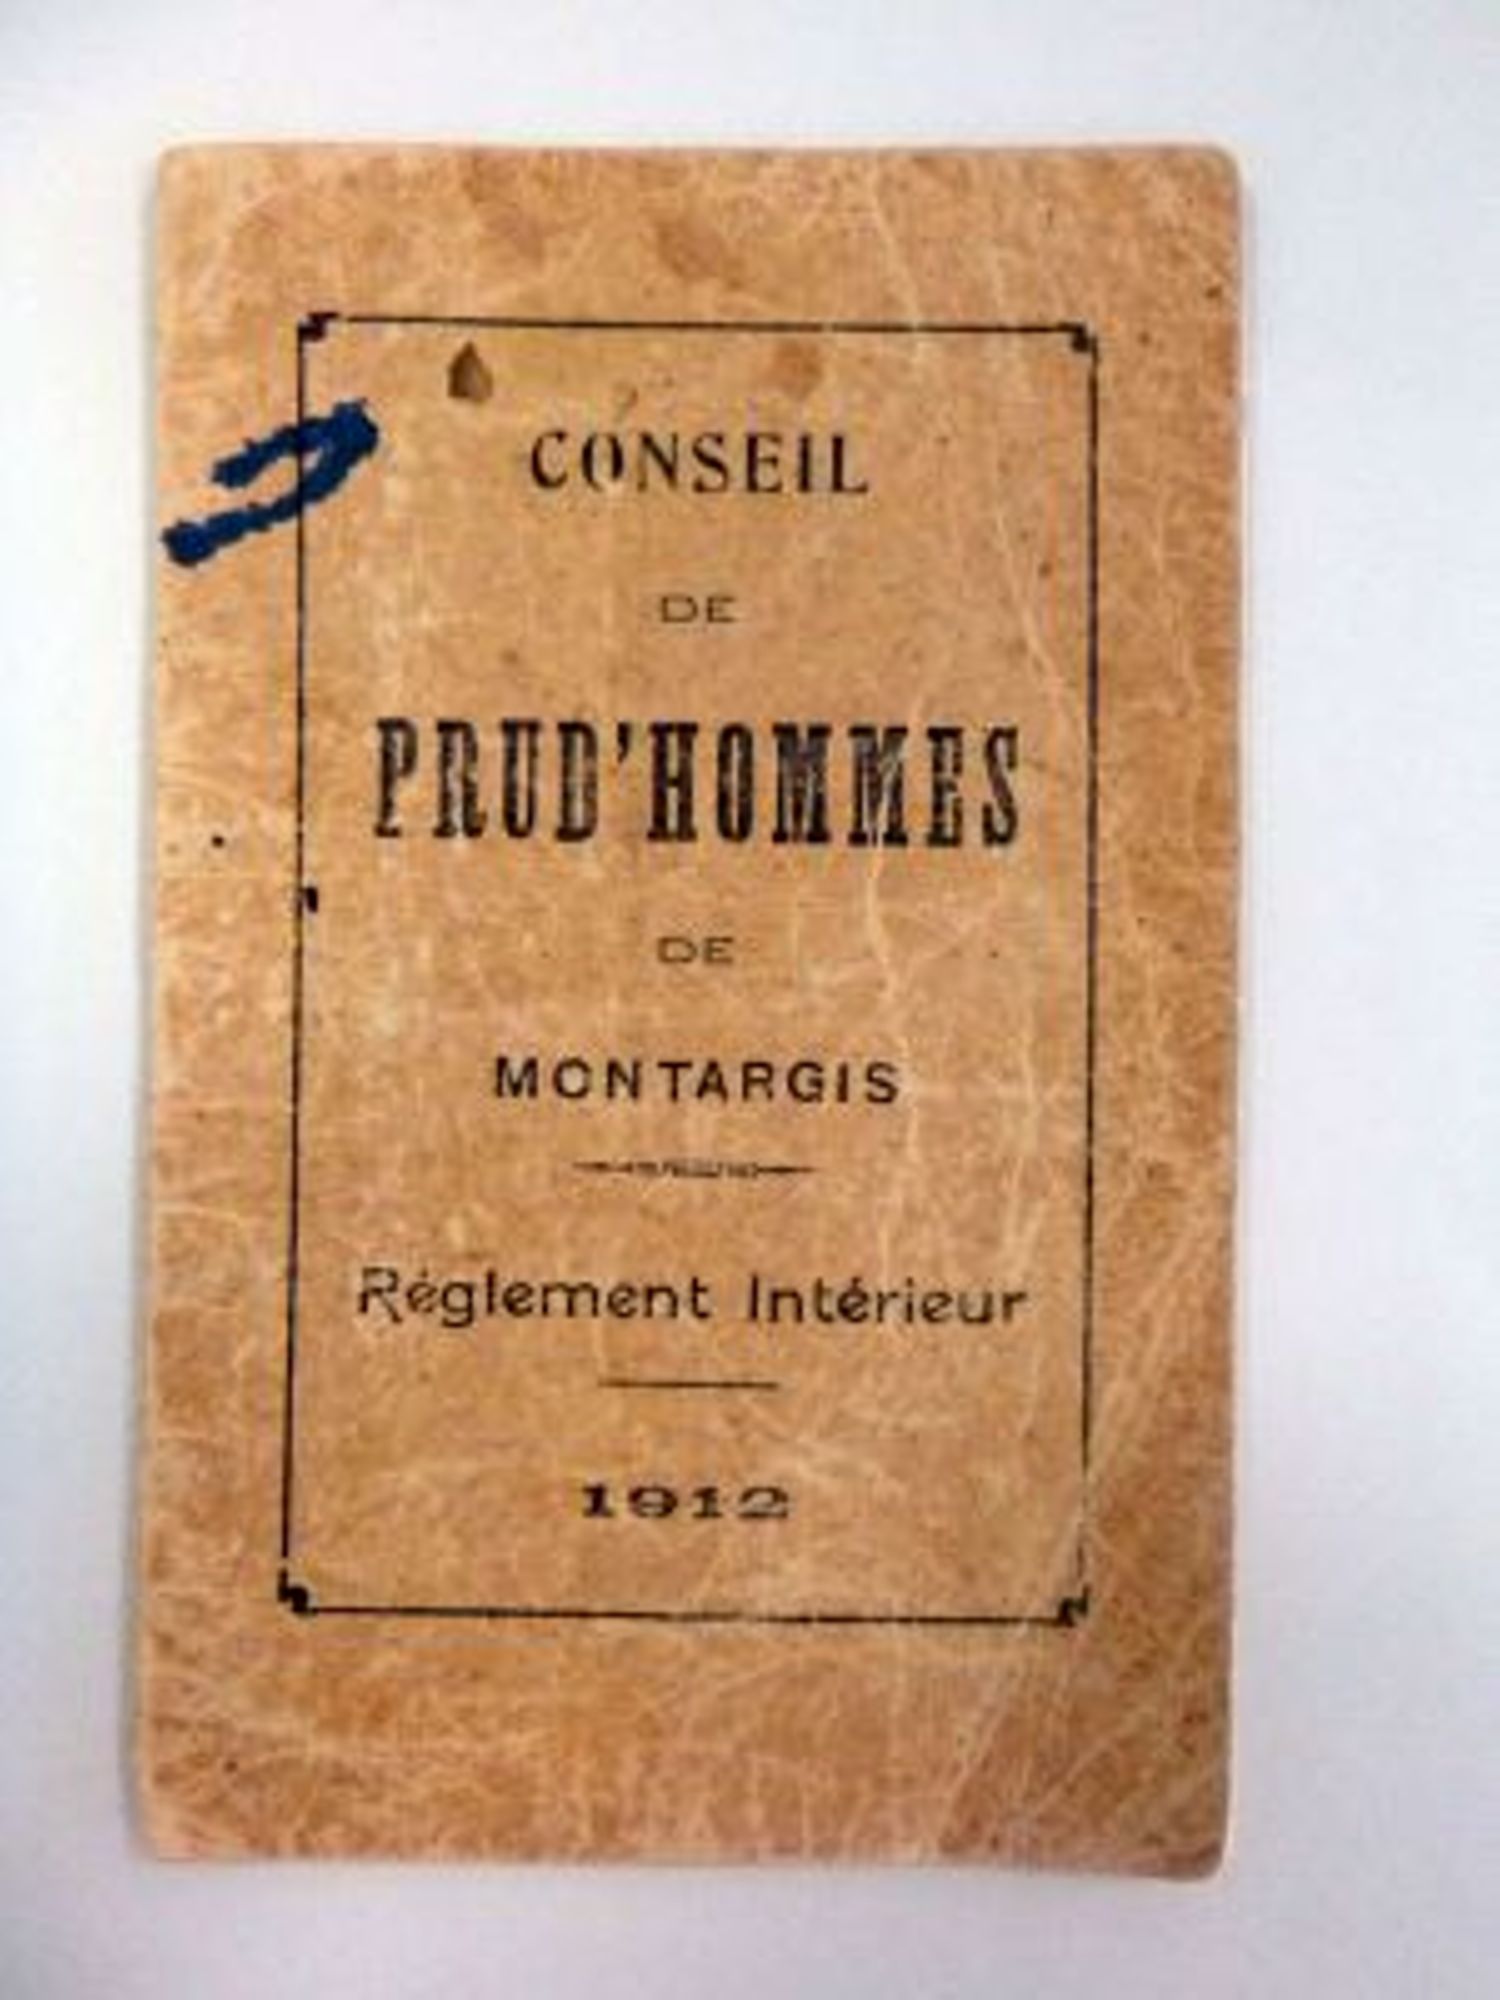 CONSEIL
DE
PRUD'HOMMES
DE
MONTARGIS
Réglement Intérieur
1912